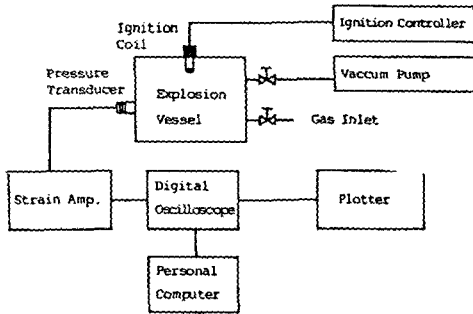 Ignition
Coil
Ignition Controller
Pressure
Transducer
Explosion
Vessel
Vaccum Pump
Gas Inlet
Strain Amp.
Digital
Oscilloscope
Plotter
Personal
Computer